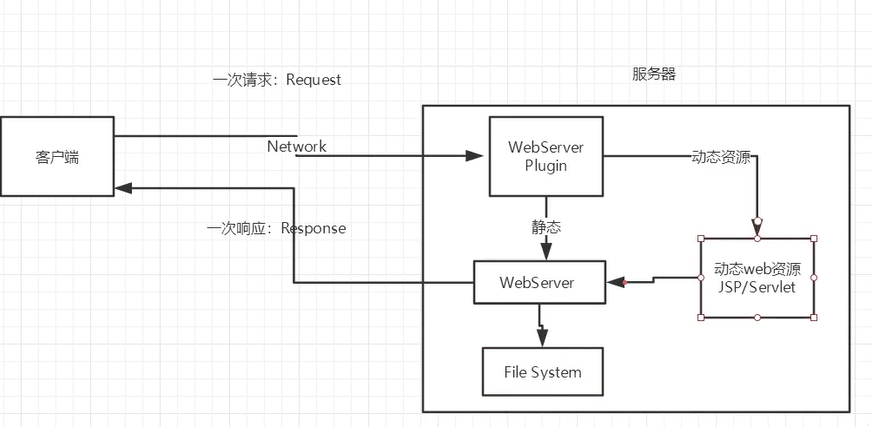 服务器
一次请求：Request
客户端
Network
WebServer
Plugin
动态资源
一次响应：Response
静态
动态web资源
JSP/Servlet
WebServer
File System